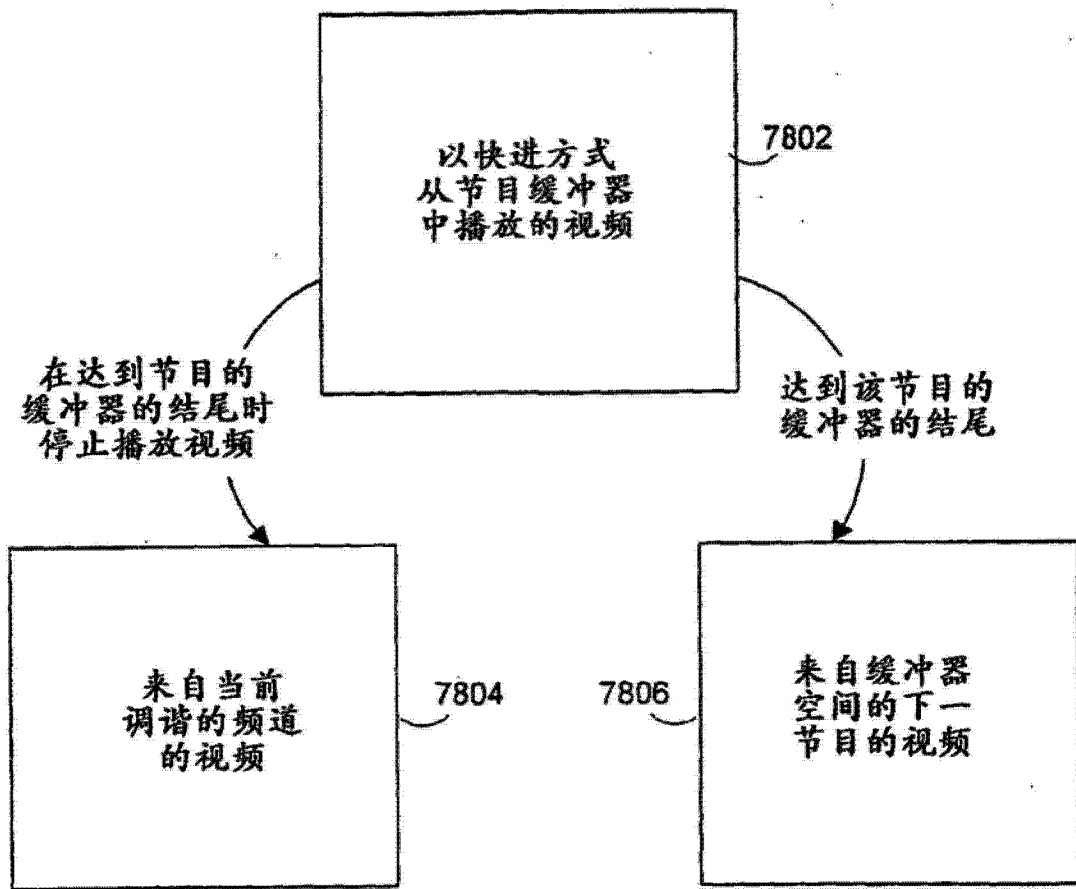 以快进方式
从节目缓冲器
中播放的视频
7802
在达到节目的
缓冲器的结尾时
停止播放视频
达到该节目的
缓冲器的结尾
来自当前
调谐的频道
的视频
7804
7806
来自缓冲器
空间的下一
节目的视频